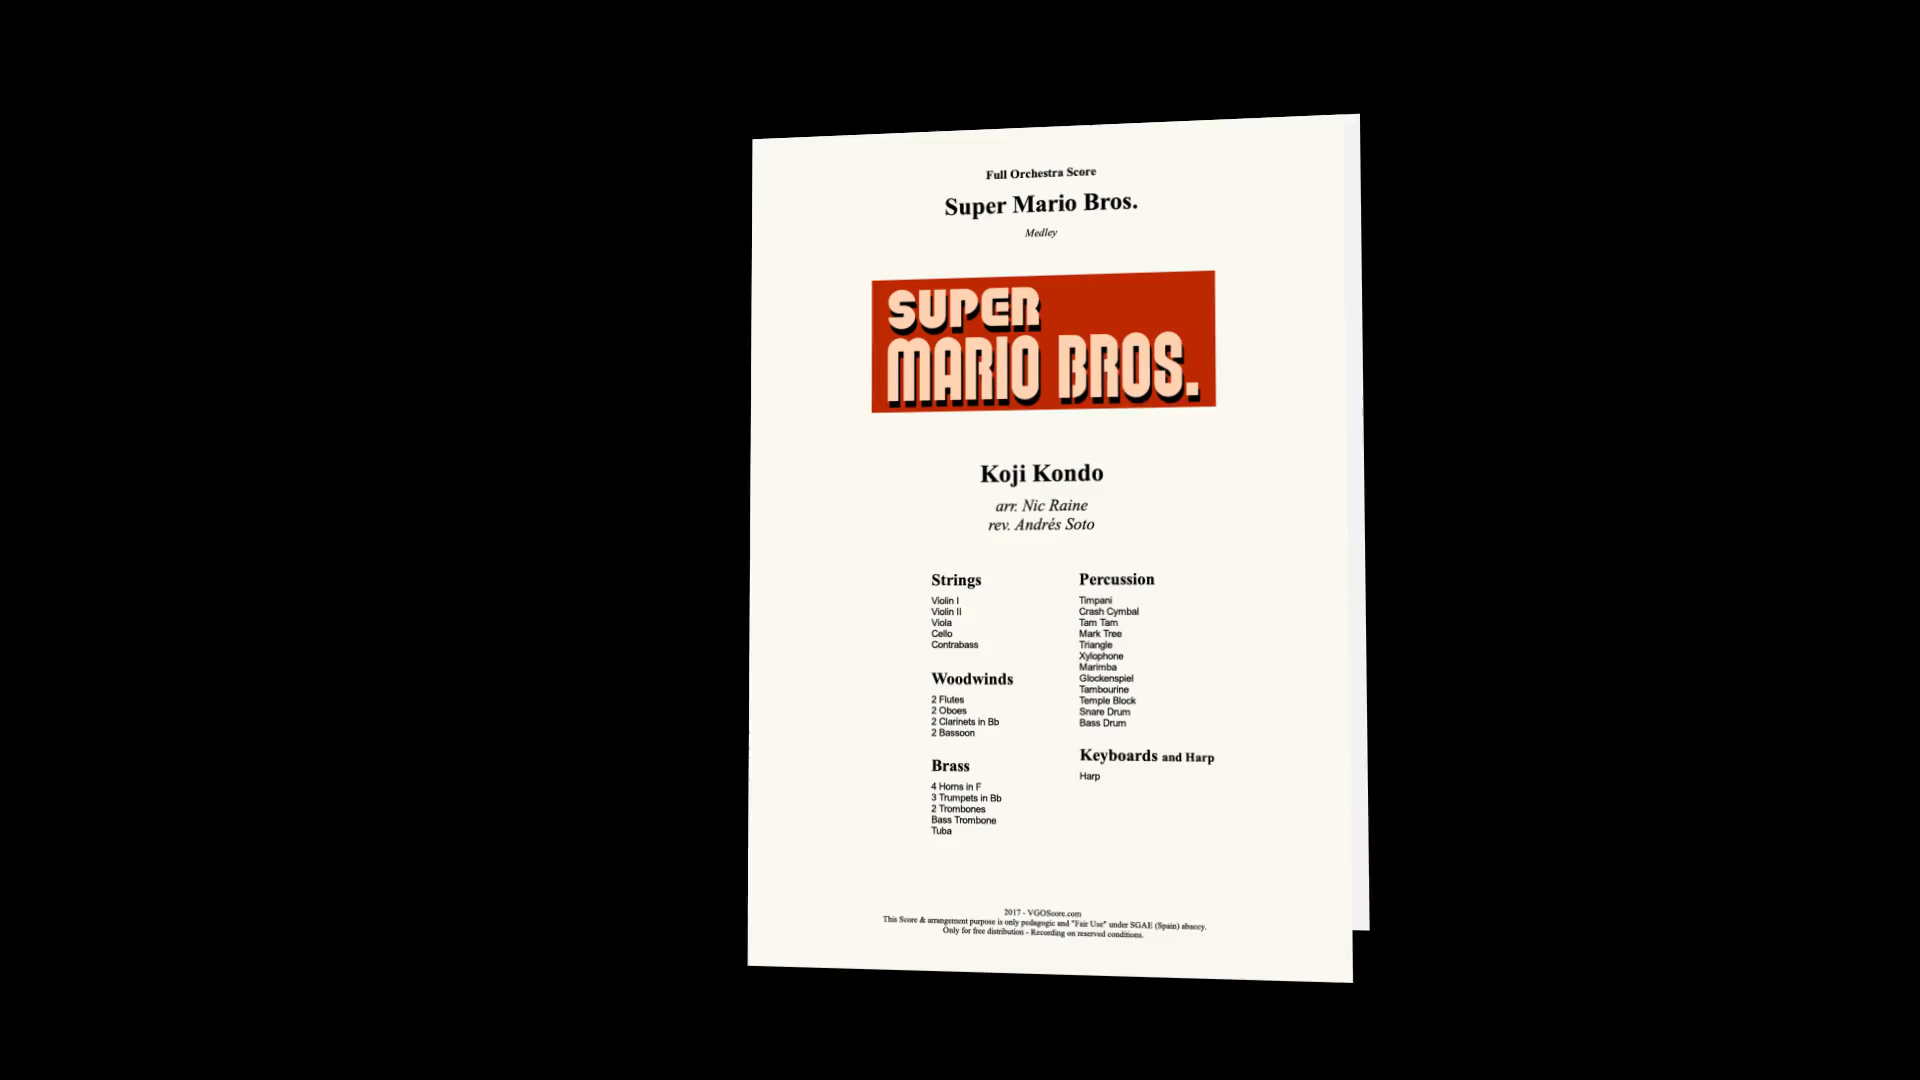 Full Orchestra Score
Super Mario Bros.
Medley
SUPER
MARIO BROS.
Koji Kondo
arr. Nic Raine
rev. Andrés Soto
Strings
Violin I
Violin II
Viola
Cello
Contrabass
Woodwinds
2 Flutes
2 Oboes
2 Clarinets in Bb
2 Bassoon
Brass
4 Horns in F
3 Trumpets in Bb
2 Trombones
Bass Trombone
Tuba
Percussion
Timpani
Crash Cymbal
Tam Tam
Mark Tree
Triangle
Xylophone
Marimba
Glockenspiel
Tambourine
Temple Block
Snare Drum
Bass Drum
Keyboards and Harp
Harp
2017 - VGOScore.com
This Score & arrangement purpose is only pedagogic and "Fair Use" under SGAE (Spain) abaccy.
Only for free distribution - Recording on reserved conditions.